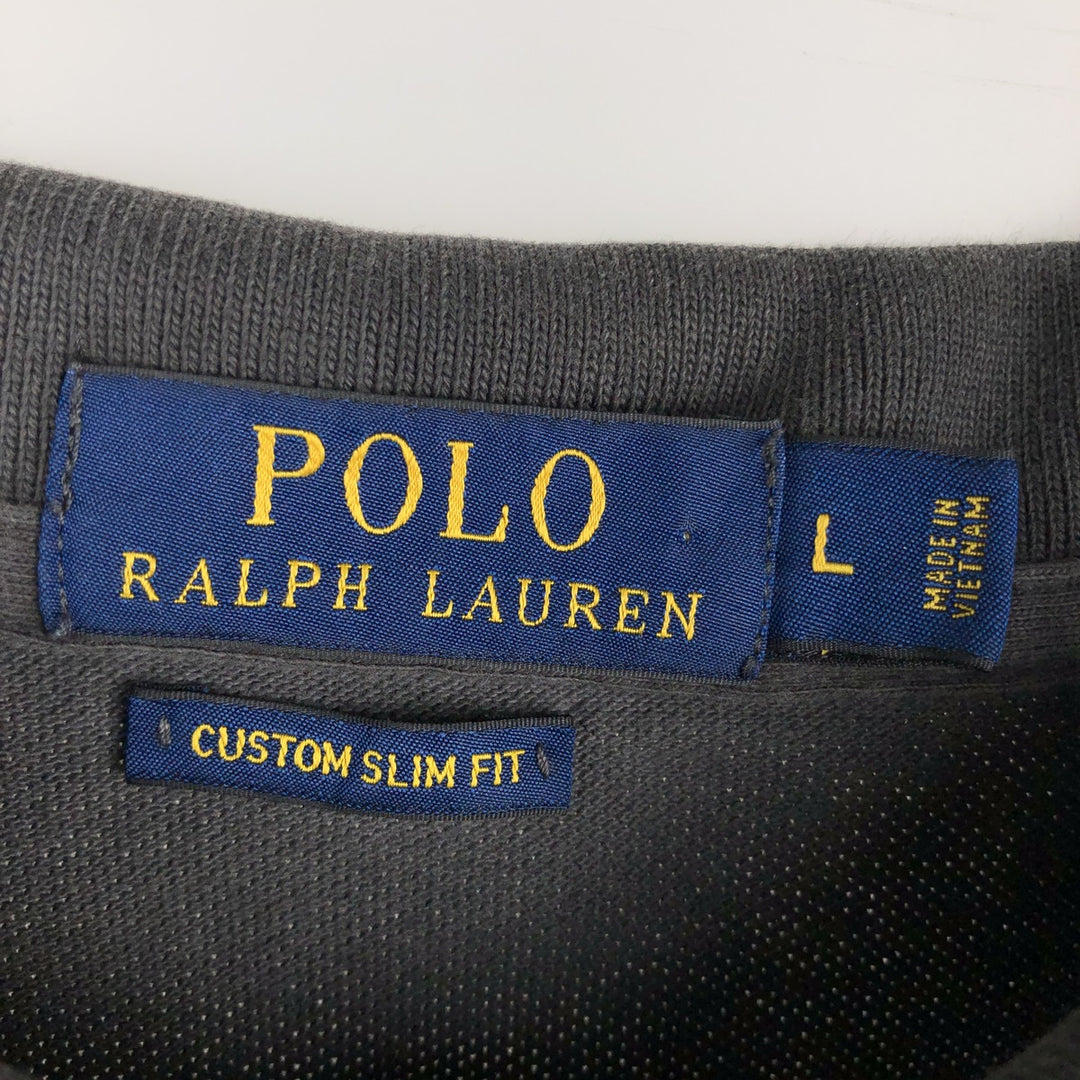 POLO
RALPH LAUREN
L
MADE IN
VIETNAM
CUSTOM SLIM FIT